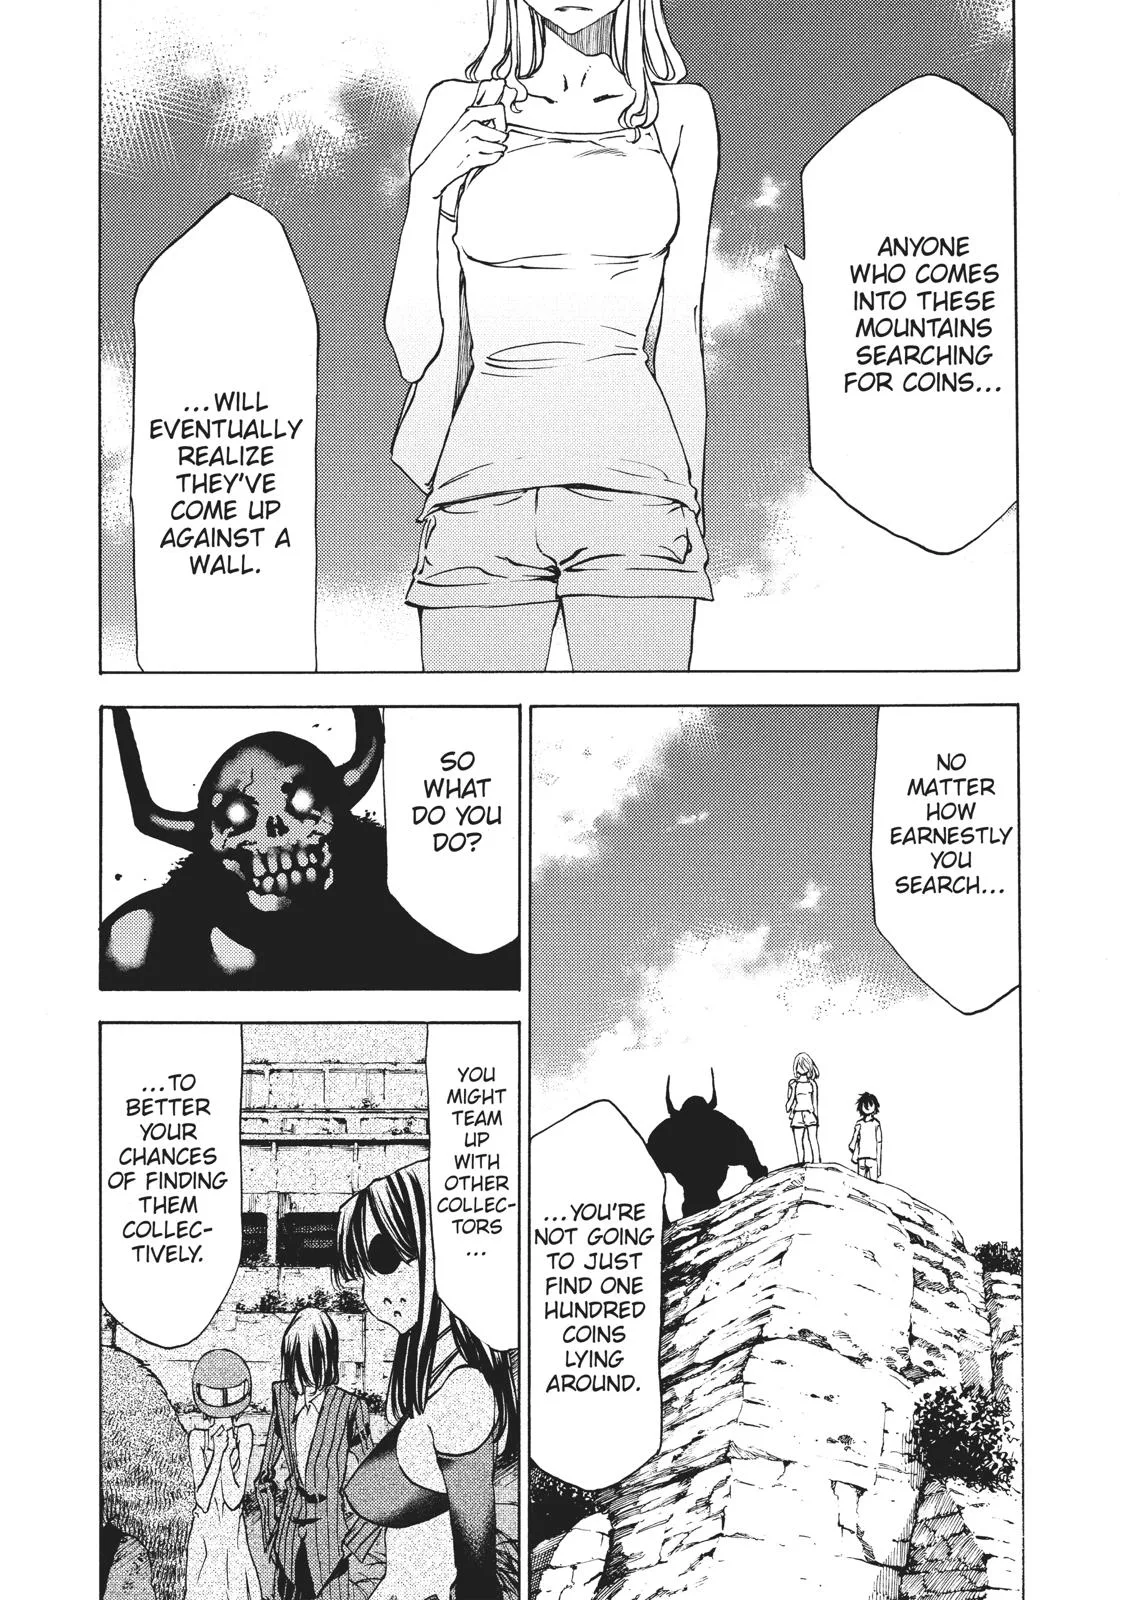 ANYONE
WHO COMES
INTO THESE
MOUNTAINS
SEARCHING
FOR COINS...
...WILL
EVENTUALLY
REALIZE
THEY'VE
COME UP
AGAINST A
WALL.
NO
MATTER
HOW
EARNESTLY
YOU
SEARCH...
...YOU'RE
NOT GOING
TO JUST
FIND ONE
HUNDRED
COINS
LYING
AROUND.
SO
WHAT
DO YOU
DO?
YOU
MIGHT
TEAM
UP
WITH
OTHER
COLLEC-
TORS
...
...TO
BETTER
YOUR
CHANCES
OF FINDING
THEM
COLLEC-
TIVELY.